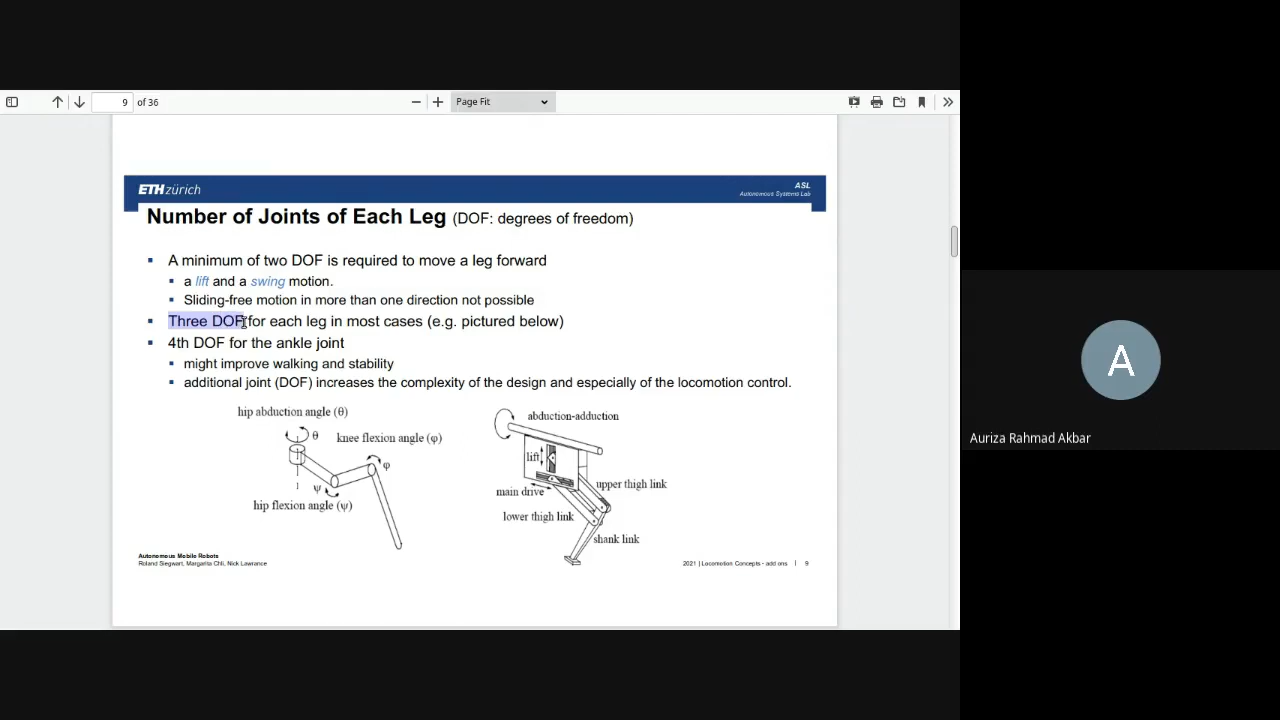 9 of 36
Page Fit
ETH zürich
ASL
Autonomous Systems Lab
Number of Joints of Each Leg (DOF: degrees of freedom)
A minimum of two DOF is required to move a leg forward
a lift and a swing motion.
Sliding-free motion in more than one direction not possible
Three DOF for each leg in most cases (e.g. pictured below)
4th DOF for the ankle joint
might improve walking and stability
additional joint (DOF) increases the complexity of the design and especially of the locomotion control.
hip abduction angle (θ)
θ
knee flexion angle (φ)
φ
ψ
hip flexion angle (ψ)
abduction-adduction
lift
main drive
upper thigh link
lower thigh link
shank link
Autonomous Mobile Robots
Roland Siegwart, Margarita Chli, Nick Lawrance
2021 | Locomotion Concepts - add ons | 9
A
Auriza Rahmad Akbar